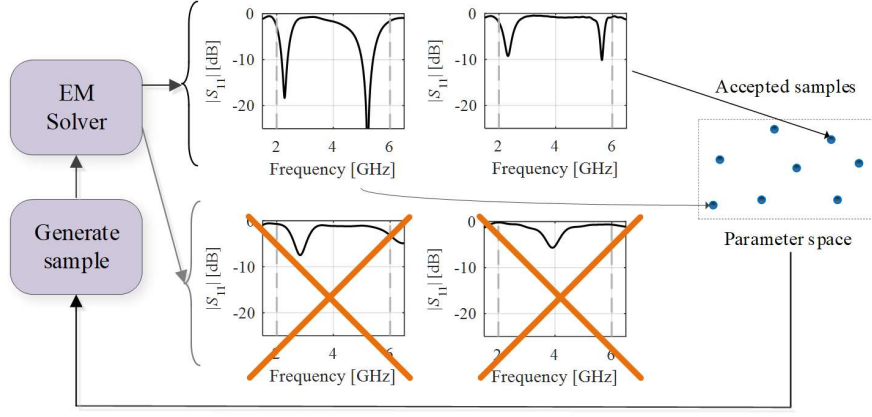 EM
Solver
Generate
sample
0
-10
-20
|S11| [dB]
2
4
6
Frequency [GHz]
0
-10
-20
|S11| [dB]
2
4
6
Frequency [GHz]
Accepted samples
Parameter space
0
-10
-20
|S11| [dB]
2
4
6
Frequency [GHz]
0
-10
-20
|S11| [dB]
2
4
6
Frequency [GHz]